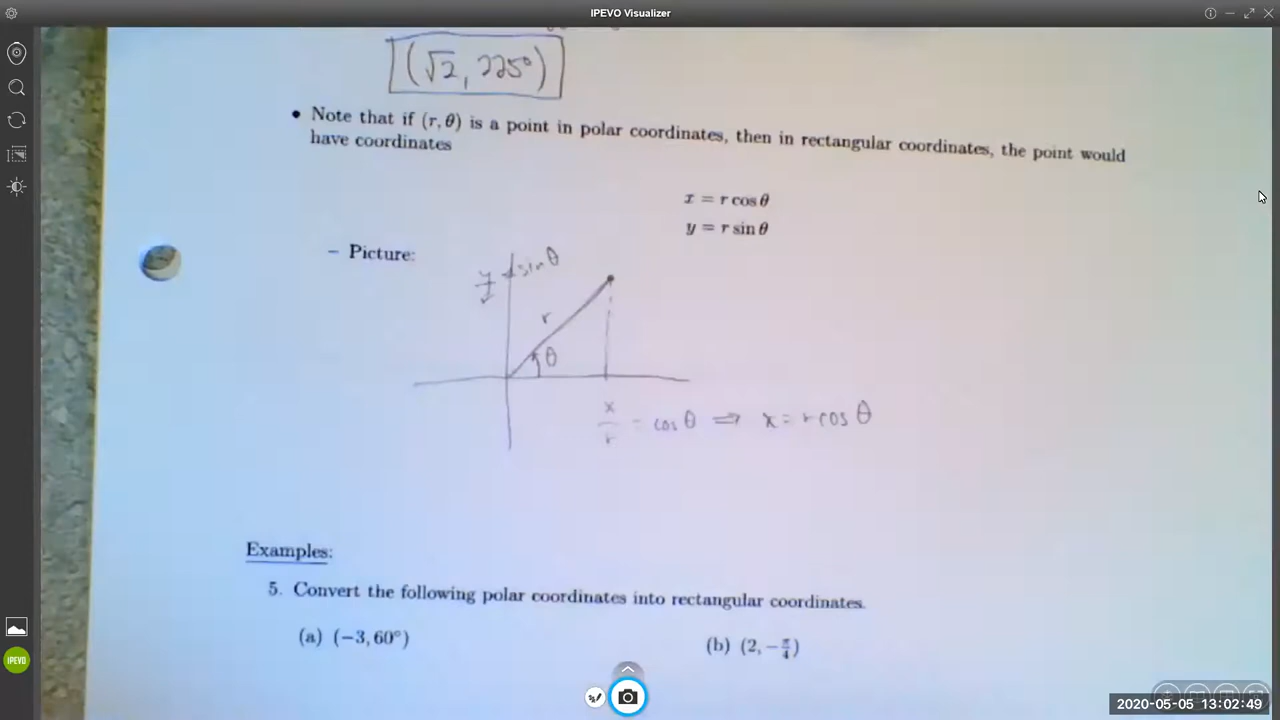 IPEVO Visualizer
(√2, 225°)
• Note that if (r, θ) is a point in polar coordinates, then in rectangular coordinates, the point would
have coordinates
x = r cos θ
y = r sin θ
– Picture:
y
sin θ
r
θ
x/r = cos θ ⇒ x = r cos θ
Examples:
5. Convert the following polar coordinates into rectangular coordinates.
(a) (−3, 60°)
(b) (2, −π/4)
IPEVO
2020-05-05 13:02:49